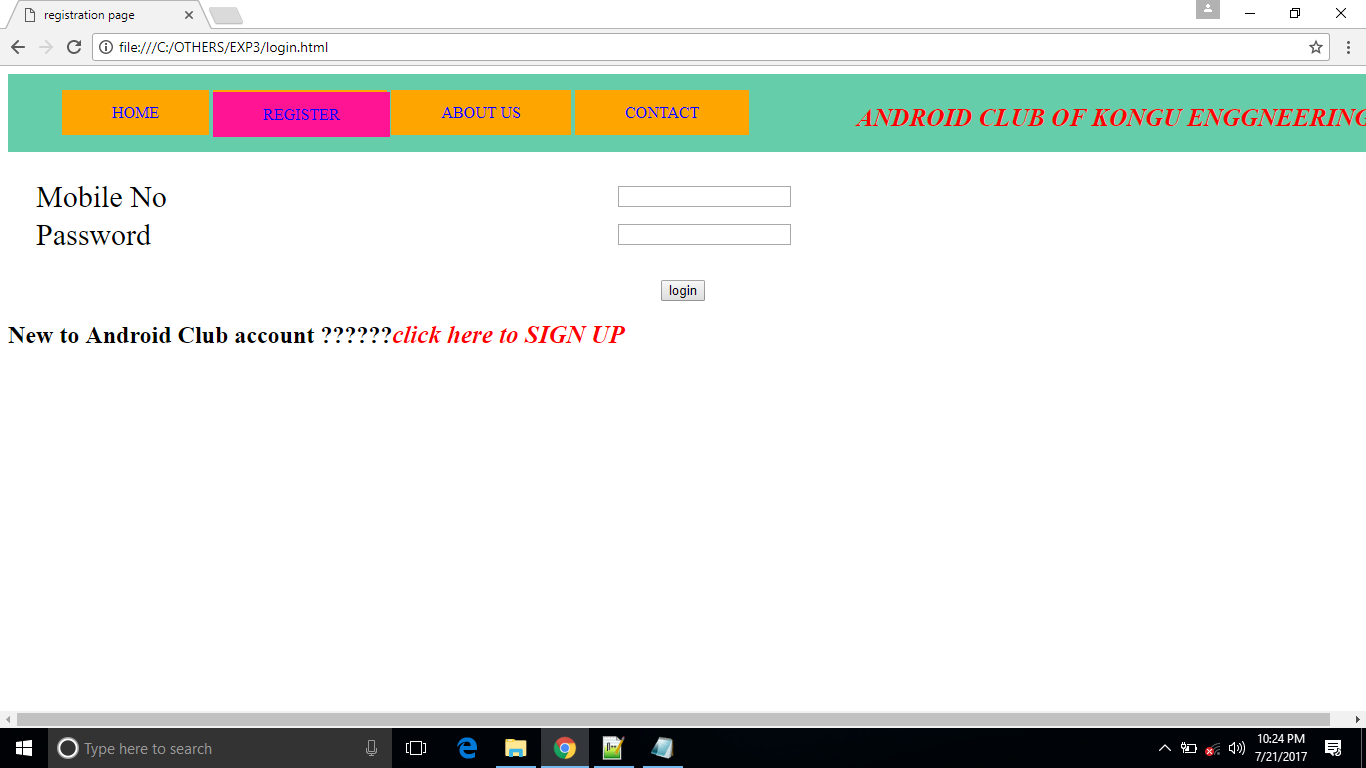 registration page
file:///C:/OTHERS/EXP3/login.html
HOME REGISTER ABOUT US CONTACT ANDROID CLUB OF KONGU ENGGNEERING
Mobile No
Password
login
New to Android Club account ??????click here to SIGN UP
Type here to search
10:24 PM
7/21/2017